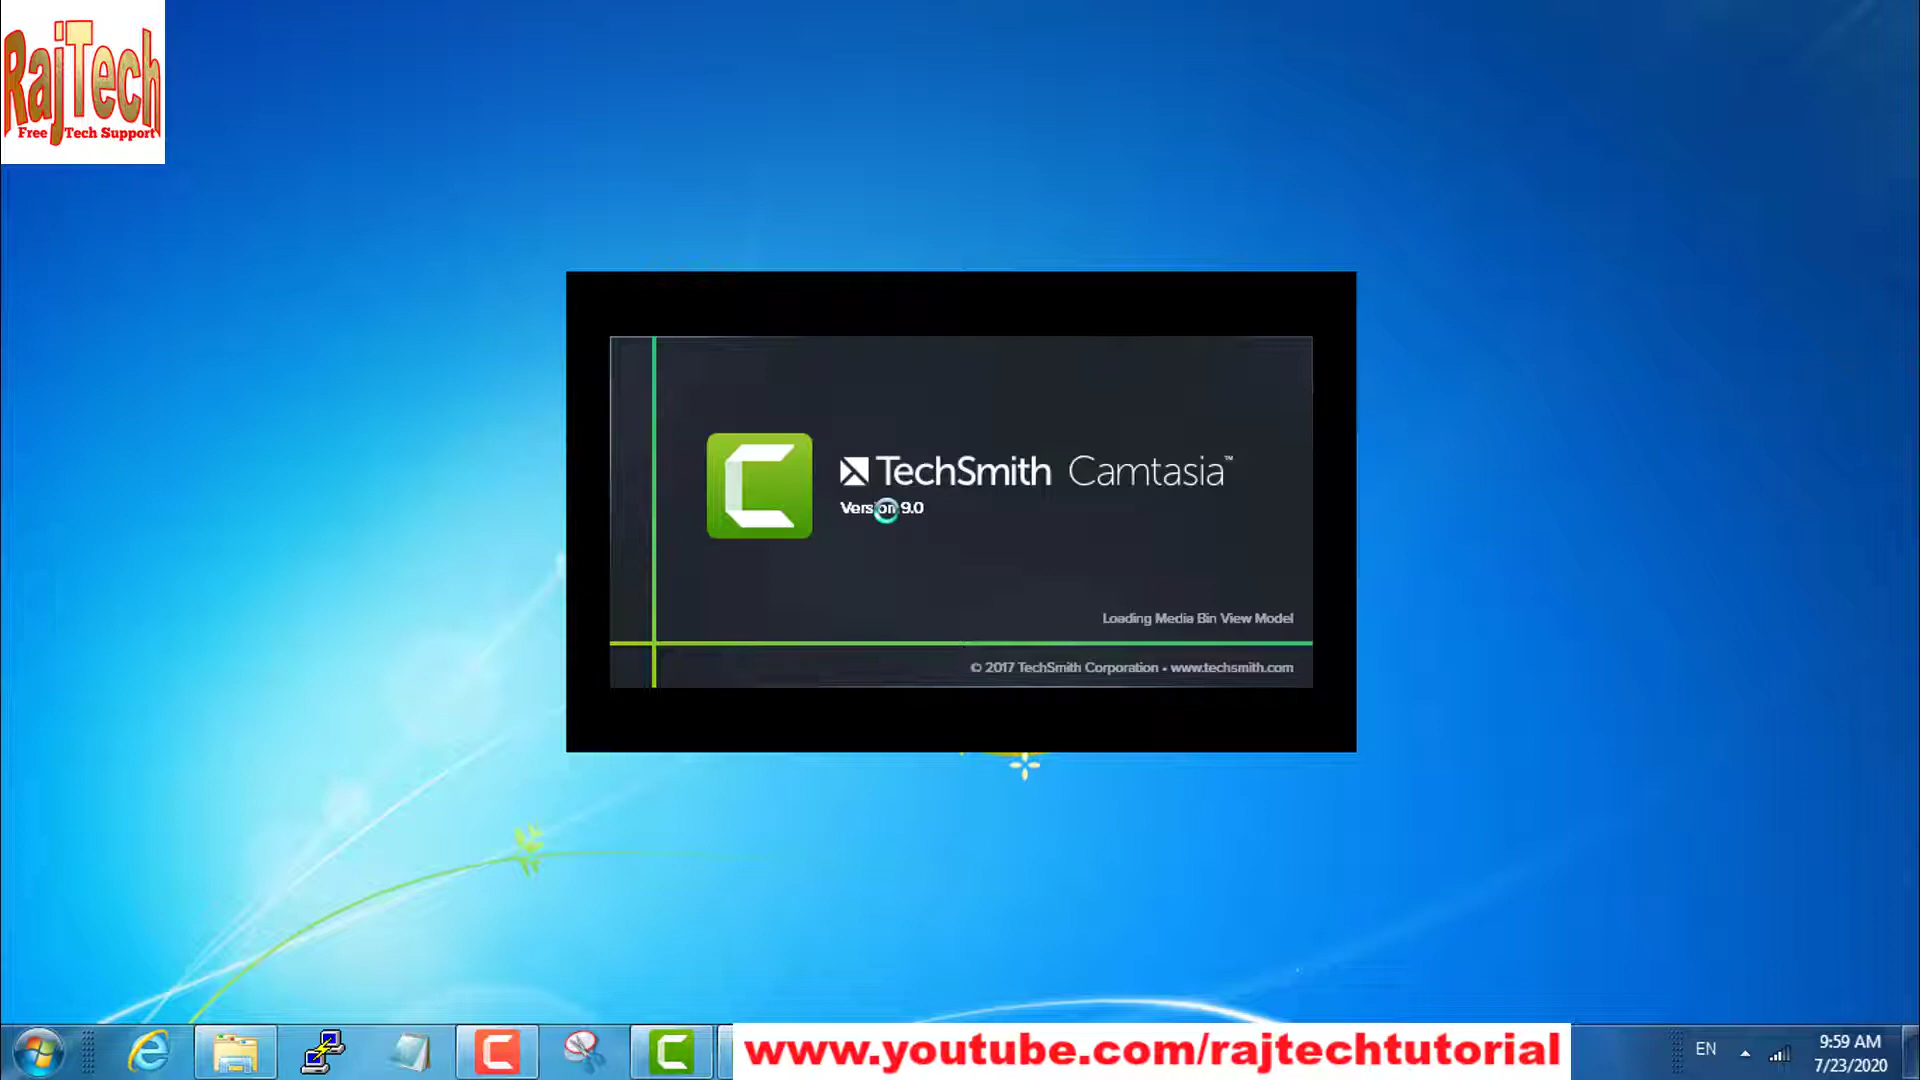 RajTech
Free Tech Support
TechSmith Camtasia™
Version 9.0
Loading Media Bin View Model
© 2017 TechSmith Corporation • www.techsmith.com
www.youtube.com/rajtechtutorial
EN
9:59 AM
7/23/2020